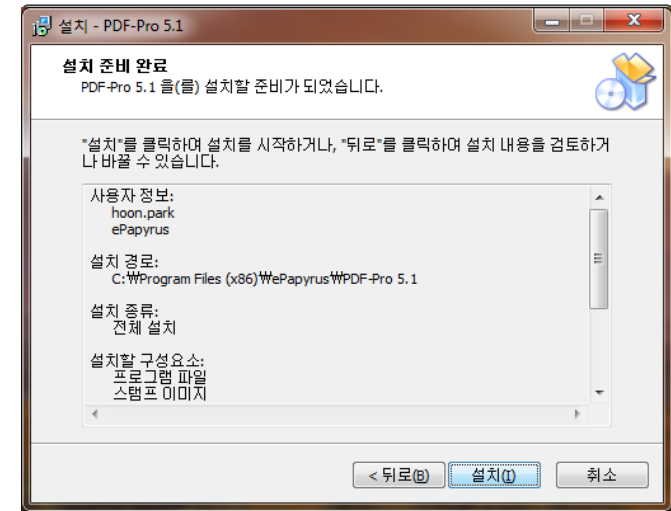 설치 - PDF-Pro 5.1
설치 준비 완료
PDF-Pro 5.1 을(를) 설치할 준비가 되었습니다.
"설치"를 클릭하여 설치를 시작하거나, "뒤로"를 클릭하여 설치 내용을 검토하거
나 바꿀 수 있습니다.
사용자 정보:
hoon.park
ePapyrus
설치 경로:
C:₩Program Files (x86)₩ePapyrus₩PDF-Pro 5.1
설치 종류:
전체 설치
설치할 구성요소:
프로그램 파일
스탬프 이미지
< 뒤로(B) 설치(I) 취소